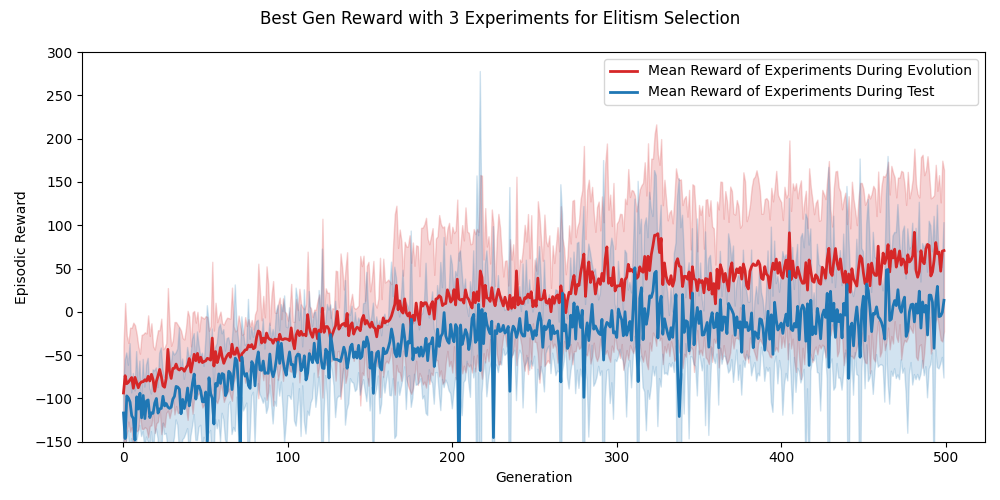 Best Gen Reward with 3 Experiments for Elitism Selection
300
250
200
150
100
50
0
−50
−100
−150
Episodic Reward
Mean Reward of Experiments During Evolution
Mean Reward of Experiments During Test
0 100 200 300 400 500
Generation